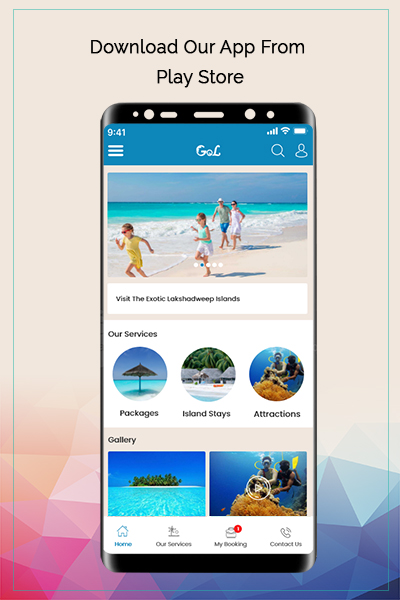 Download Our App From
Play Store
9:41
GoL
Visit The Exotic Lakshadweep Islands
Our Services
Packages
Island Stays
Attractions
Gallery
1
Home
Our Services
My Booking
Contact Us